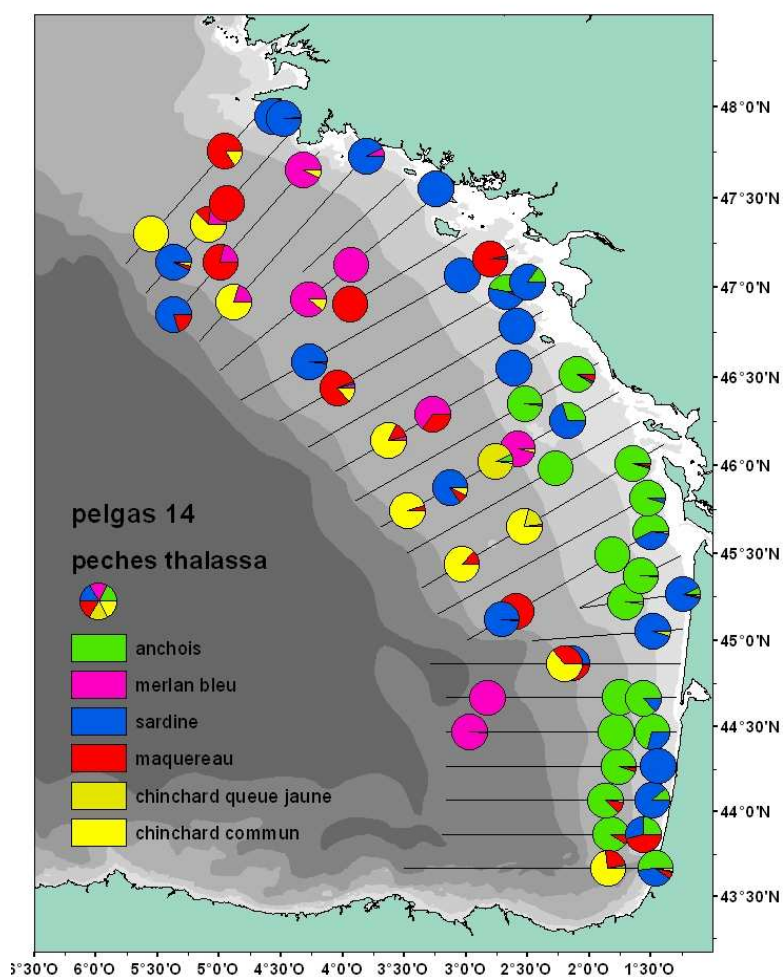 48°0'N
47°30'N
47°0'N
46°30'N
46°0'N
45°30'N
45°0'N
44°30'N
44°0'N
43°30'N
pelgas 14
peches thalassa
anchois
merlan bleu
sardine
maquereau
chinchard queue jaune
chinchard commun
3°30'O 6°0'O 5°30'O 5°0'O 4°30'O 4°0'O 3°30'O 3°0'O 2°30'O 2°0'O 1°30'O